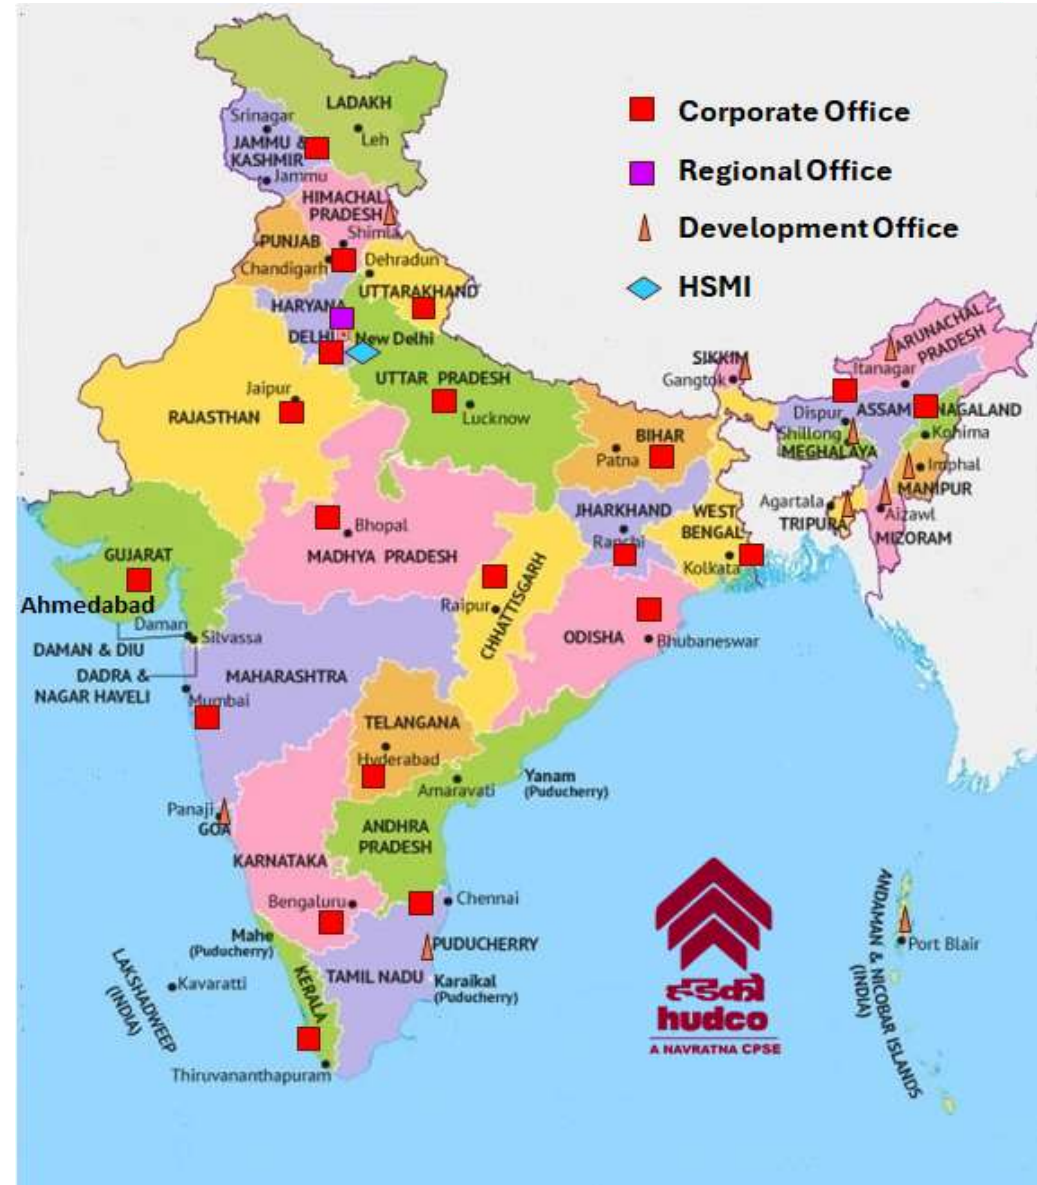 LADAKH
Srinagar
Leh
JAMMU &
KASHMIR
Jammu
HIMACHAL
PRADESH
Shimla
PUNJAB
Chandigarh
Dehradun
UTTARAKHAND
HARYANA
DELHI
New Delhi
UTTAR PRADESH
Lucknow
Jaipur
RAJASTHAN
Corporate Office
Regional Office
Development Office
HSMI
ARUNACHAL
PRADESH
Itanagar
SIKKIM
Gangtok
Dispur
ASSAM
NAGALAND
Shillong
Kohima
MEGHALAYA
Imphal
MANIPUR
Agartala
TRIPURA
Aizawl
MIZORAM
BIHAR
Patna
JHARKHAND
Ranchi
WEST
BENGAL
Kolkata
Bhopal
MADHYA PRADESH
GUJARAT
Ahmedabad
Daman
Silvassa
DAMAN & DIU
DADRA &
NAGAR HAVELI
MAHARASHTRA
Mumbai
Raipur
CHHATTISGARH
ODISHA
Bhubaneswar
TELANGANA
Hyderabad
Amaravati
Yanam
(Puducherry)
Panaji
GOA
ANDHRA
PRADESH
KARNATAKA
Bengaluru
Chennai
Mahe
(Puducherry)
PUDUCHERRY
TAMIL NADU
Karaikal
(Puducherry)
KERALA
LAKSHADWEEP
(INDIA)
Kavaratti
Thiruvananthapuram
हडको
hudco
A NAVRATNA CPSE
ANDAMAN & NICOBAR ISLANDS
(INDIA)
Port Blair